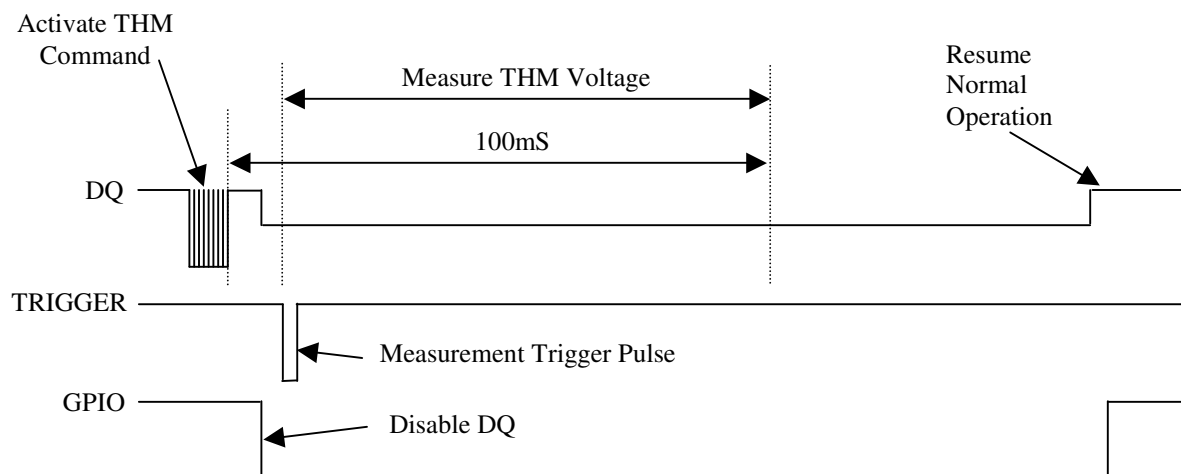 Activate THM
Command
Measure THM Voltage
Resume
Normal
Operation
100mS
DQ
TRIGGER
Measurement Trigger Pulse
GPIO
Disable DQ